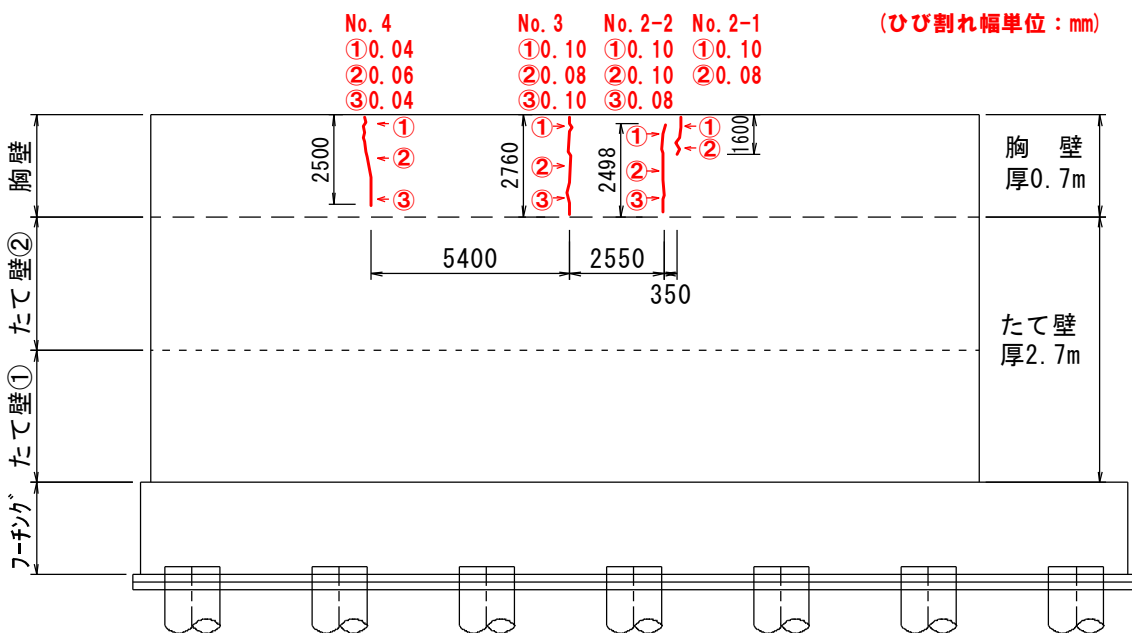 (ひび割れ幅単位：mm)
No. 4
①0. 04
②0. 06
③0. 04
No. 3
①0. 10
②0. 08
③0. 10
No. 2-2
①0. 10
②0. 10
③0. 08
No. 2-1
①0. 10
②0. 08
胸壁
2500
①
②
③
2760
①
②
③
2498
①
②
③
①
②
1600
胸 壁
厚0.7m
5400
2550
350
たて壁②
たて壁
厚2.7m
たて壁①
フーチング